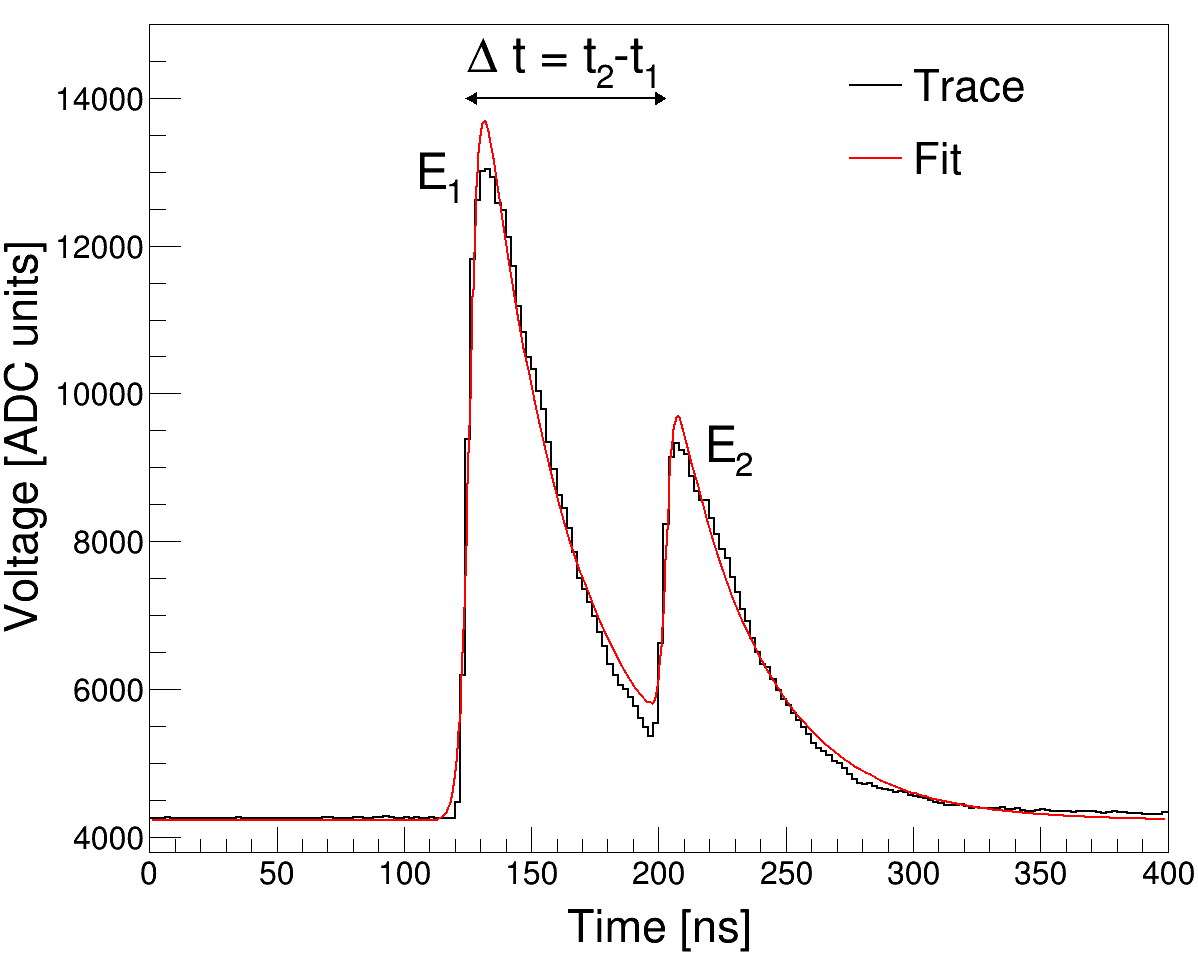 Δ t = t2-t1
Trace
Fit
E1
E2
Voltage [ADC units]
14000
12000
10000
8000
6000
4000
0 50 100 150 200 250 300 350 400
Time [ns]